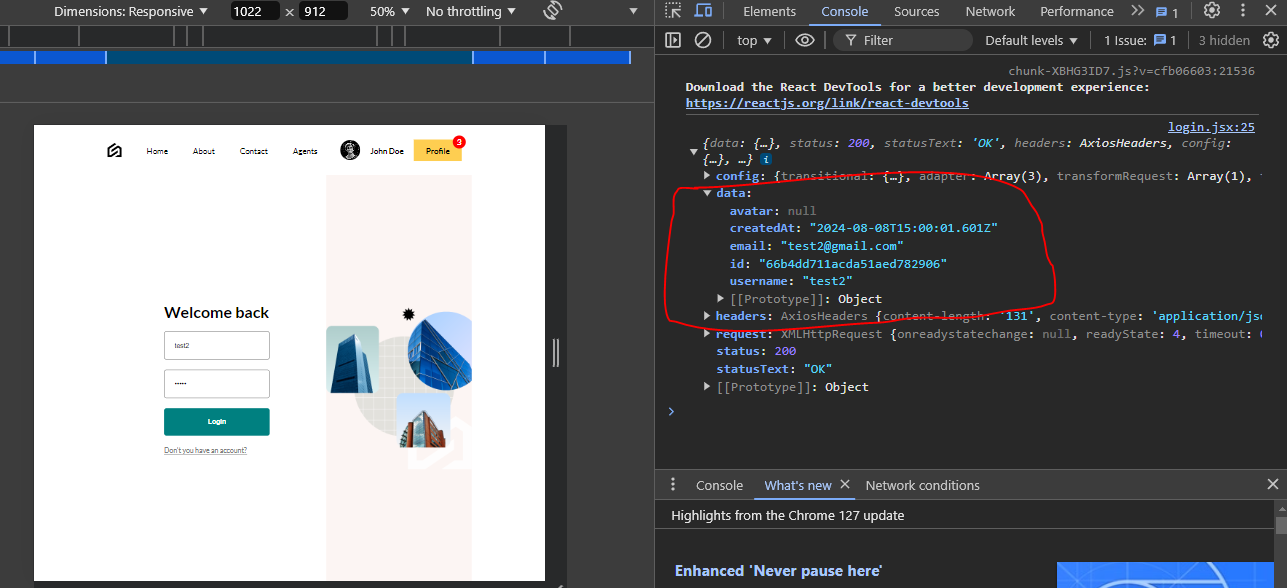 Dimensions: Responsive 1022 × 912 50% No throttling
Home About Contact Agents John Doe Profile 3
Welcome back
test2
Login
Don't you have an account?
Elements Console Sources Network Performance 1
top Filter Default levels 1 Issue: 1 3 hidden
chunk-XBHG3ID7.js?v=cfb06603:21536
Download the React DevTools for a better development experience:
https://reactjs.org/link/react-devtools
login.jsx:25
{data: {…}, status: 200, statusText: 'OK', headers: AxiosHeaders, config:
{…}, …} i
config: {transitional: {…}, adapter: Array(3), transformRequest: Array(1),
data:
avatar: null
createdAt: "2024-08-08T15:00:01.601Z"
email: "test2@gmail.com"
id: "66b4dd711acda51aed782906"
username: "test2"
[[Prototype]]: Object
headers: AxiosHeaders {content-length: '131', content-type: 'application/jso
request: XMLHttpRequest {onreadystatechange: null, readyState: 4, timeout:
status: 200
statusText: "OK"
[[Prototype]]: Object
Console What's new Network conditions
Highlights from the Chrome 127 update
Enhanced 'Never pause here'